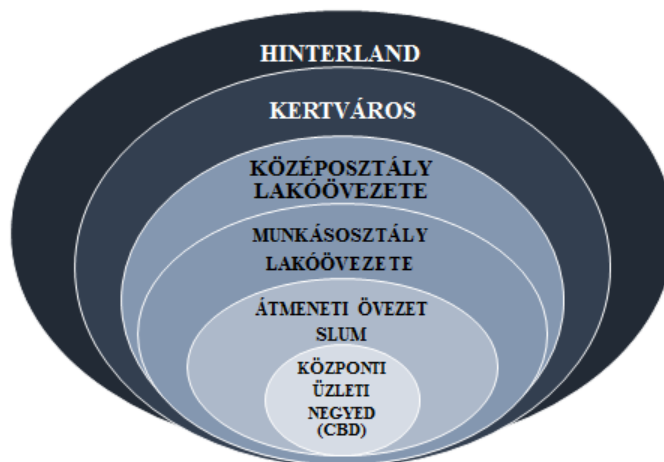 HINTERLAND
KERTVÁROS
KÖZÉPOSZTÁLY
LAKÓÖVEZETE
MUNKÁSOSZTÁLY
LAKÓÖVEZETE
ÁTMENETI ÖVEZET
SLUM
KÖZPONTI
ÜZLETI
NEGYED
(CBD)